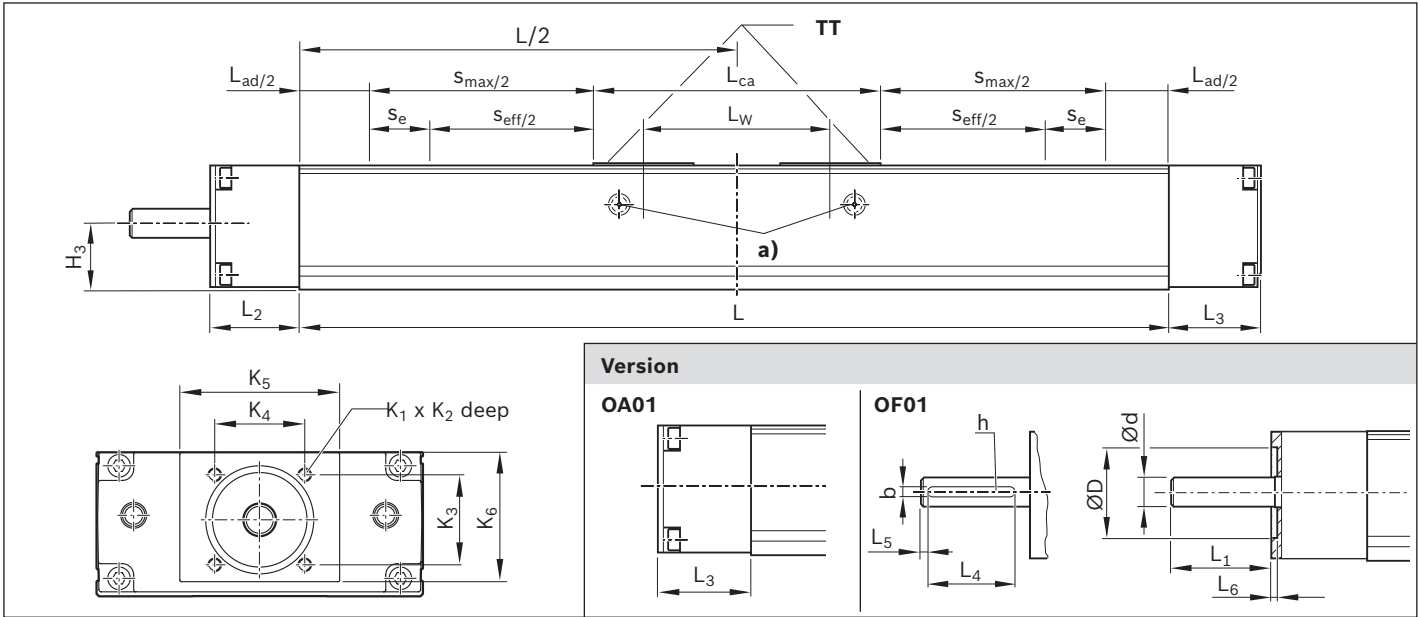 L/2
TT
L_ad/2
s_max/2
L_ca
s_max/2
L_ad/2
s_e
s_eff/2
L_W
s_eff/2
s_e
a)
H_3
L_2
L
L_3
K_5
K_4
K_1 x K_2 deep
K_3
K_6
Version
OA01
L_3
OF01
h
b
L_5
L_4
Ød
ØD
L_1
L_6